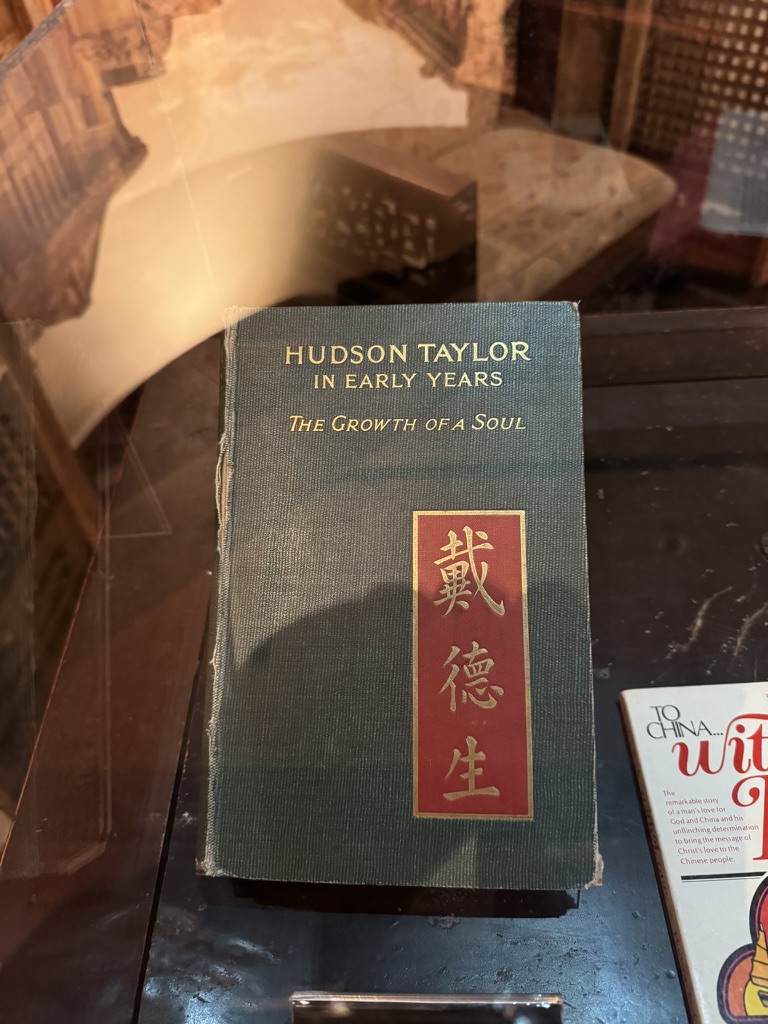 HUDSON TAYLOR
IN EARLY YEARS
THE GROWTH OF A SOUL
戴
德
生
TO
CHINA...
The
remarkable story
of a man's love for
God and China and his
unflinching determination
to bring the message of
Christ's love to the
Chinese people.